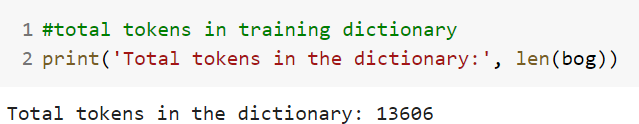 1 #total tokens in training dictionary
2 print('Total tokens in the dictionary:', len(bog))
Total tokens in the dictionary: 13606